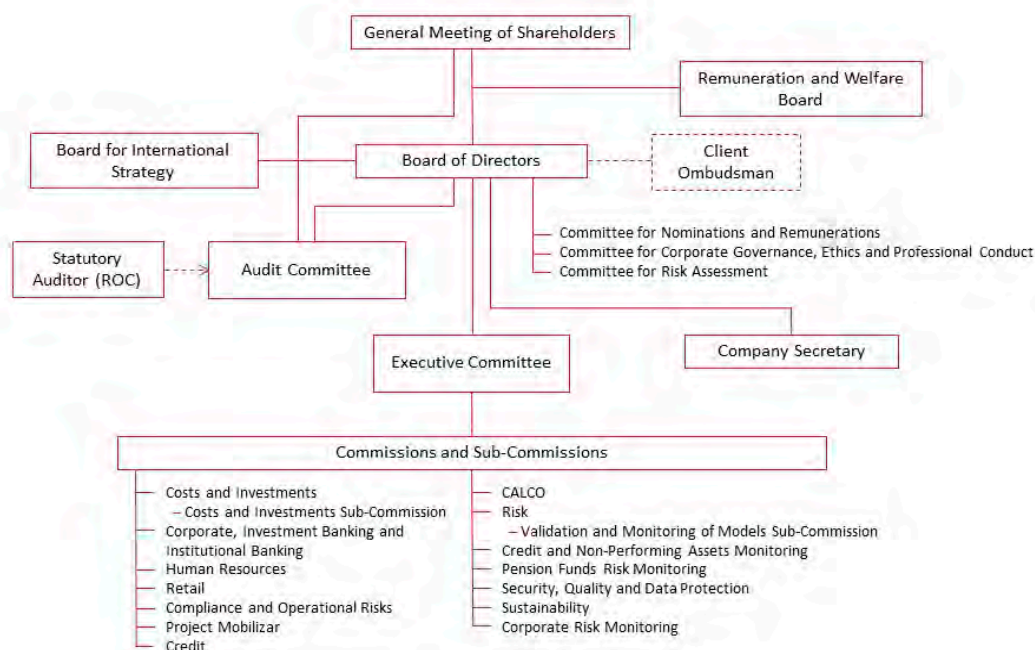 General Meeting of Shareholders
Remuneration and Welfare
Board
Board for International
Strategy
Board of Directors
Client
Ombudsman
Committee for Nominations and Remunerations
Committee for Corporate Governance, Ethics and Professional Conduct
Committee for Risk Assessment
Statutory
Auditor (ROC)
Audit Committee
Executive Committee
Company Secretary
Commissions and Sub-Commissions
Costs and Investments
– Costs and Investments Sub-Commission
Corporate, Investment Banking and
Institutional Banking
Human Resources
Retail
Compliance and Operational Risks
Project Mobilizar
Credit
CALCO
Risk
– Validation and Monitoring of Models Sub-Commission
Credit and Non-Performing Assets Monitoring
Pension Funds Risk Monitoring
Security, Quality and Data Protection
Sustainability
Corporate Risk Monitoring